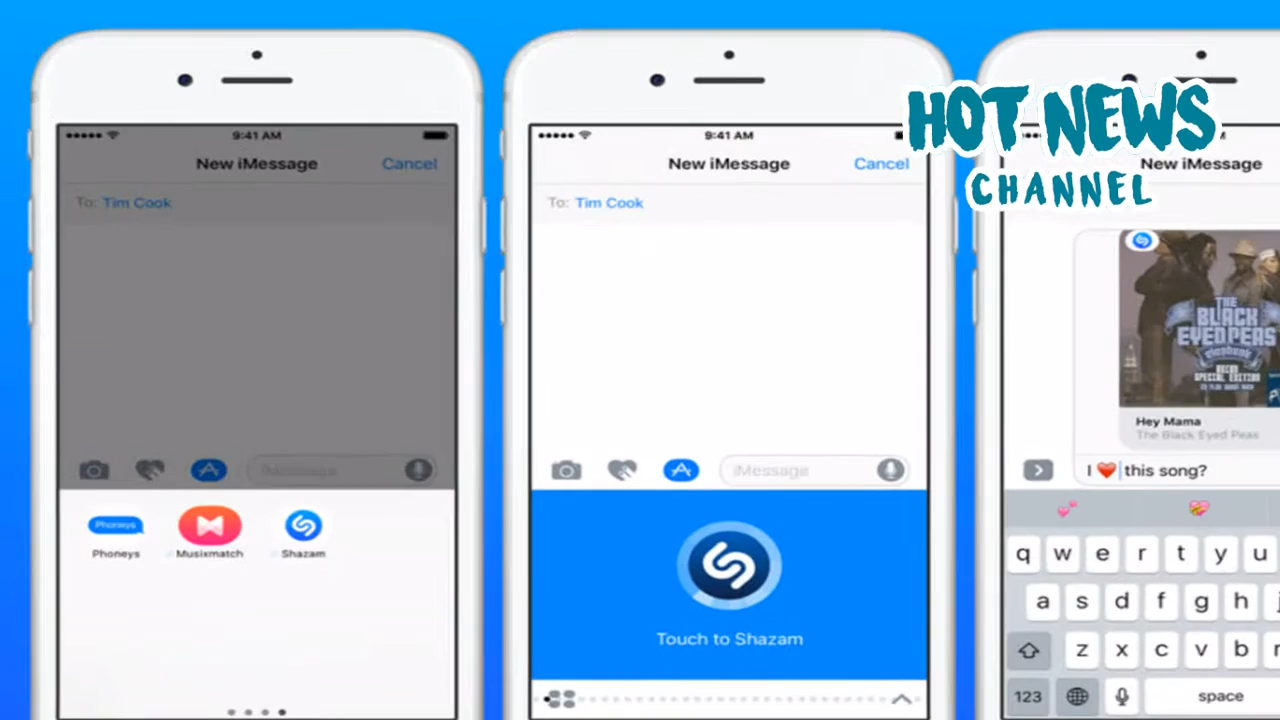 9:41 AM
New iMessage
Cancel
To: Tim Cook
iMessage
Phoneys
Phoneys
Musixmatch
Shazam
9:41 AM
New iMessage
Cancel
To: Tim Cook
iMessage
Touch to Shazam
HOT NEWS
CHANNEL
New iMessage
THE
BLACK
EYED PEAS
elephunk
SPECIAL EDITION
Hey Mama
The Black Eyed Peas
I ❤️ this song?
q w e r t y u
a s d f g h j
z x c v b n
123
space